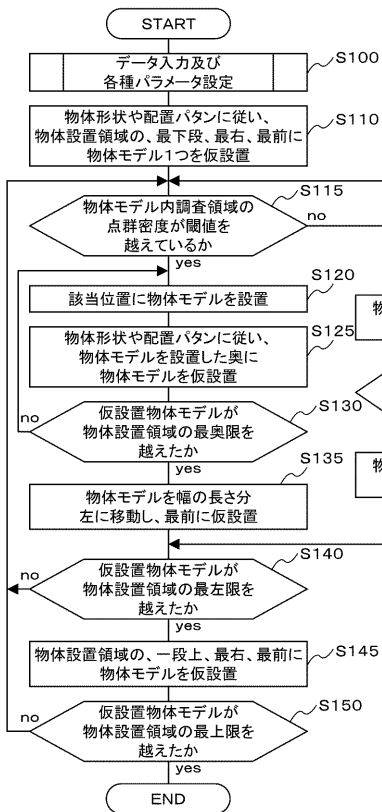 START
データ入力及び
各種パラメータ設定
S100
物体形状や配置パタンに従い、
物体設置領域の、最下段、最右、最前に
物体モデル1つを仮設置
S110
物体モデル内調査領域の
点群密度が閾値を
越えているか
S115
no
yes
該当位置に物体モデルを設置
S120
物体形状や配置パタンに従い、
物体モデルを設置した奥に
物体モデルを仮設置
S125
物
仮設置物体モデルが
物体設置領域の最奥限を
越えたか
S130
no
yes
物体モデルを幅の長さ分
左に移動し、最前に仮設置
S135
物
仮設置物体モデルが
物体設置領域の最左限を
越えたか
S140
no
yes
物体設置領域の、一段上、最右、最前に
物体モデルを仮設置
S145
仮設置物体モデルが
物体設置領域の最上限を
越えたか
S150
no
yes
END